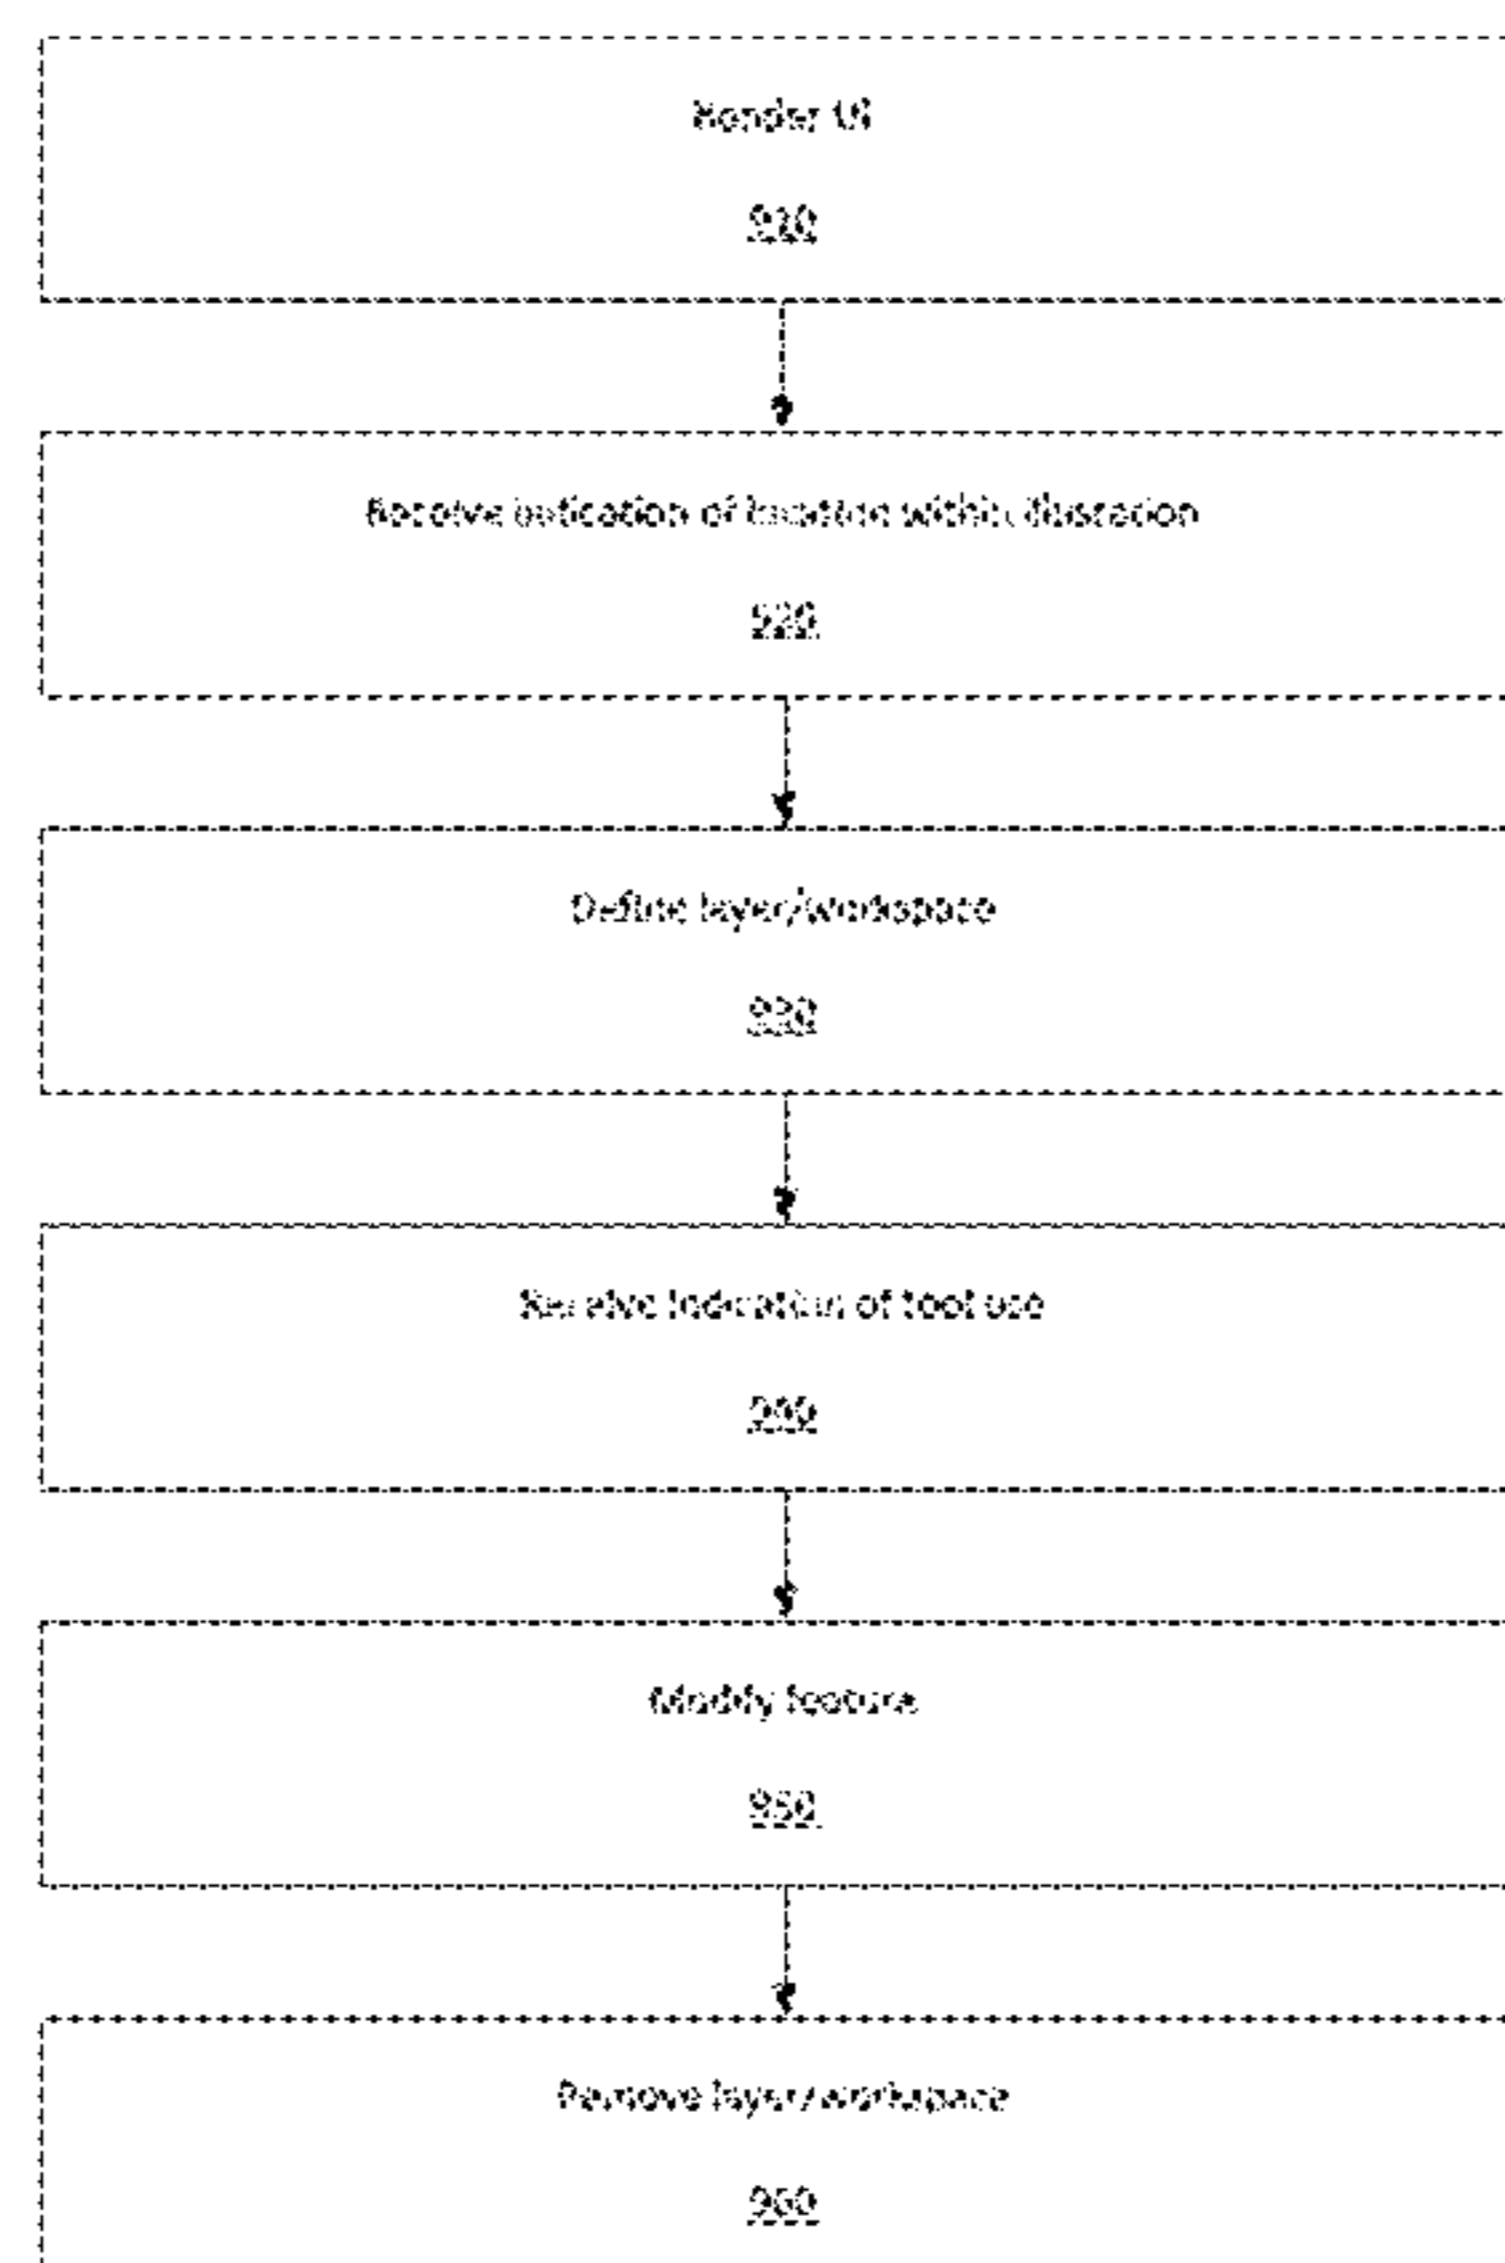 Render UI
910
Receive indication of location within illustration
920
Define layer/workspace
930
Receive indication of tool use
940
Modify feature
950
Remove layer/workspace
960